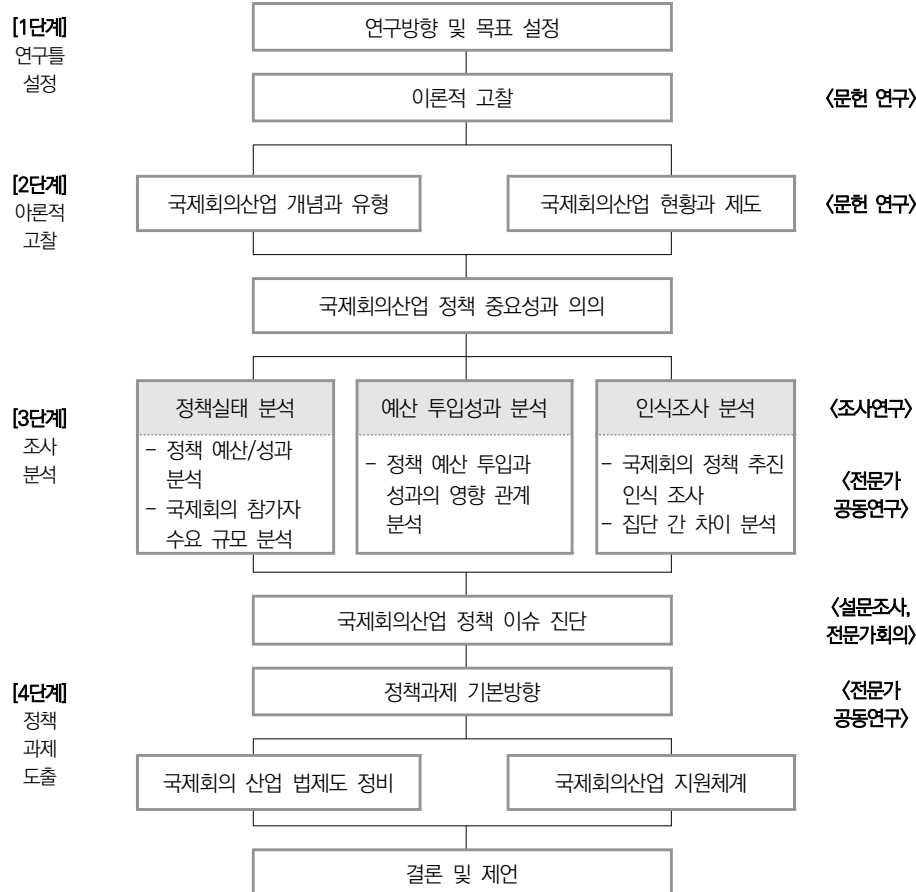 [1단계]
연구틀
설정
연구방향 및 목표 설정
이론적 고찰
〈문헌 연구〉
[2단계]
아론적
고찰
국제회의산업 개념과 유형
국제회의산업 현황과 제도
〈문헌 연구〉
국제회의산업 정책 중요성과 의의
[3단계]
조사
분석
정책실태 분석
- 정책 예산/성과
분석
- 국제회의 참가자
수요 규모 분석
예산 투입성과 분석
- 정책 예산 투입과
성과의 영향 관계
분석
인식조사 분석
- 국제회의 정책 추진
인식 조사
- 집단 간 차이 분석
〈조사연구〉
〈전문가
공동연구〉
국제회의산업 정책 이슈 진단
〈설문조사,
전문가회의〉
[4단계]
정책
과제
도출
정책과제 기본방향
〈전문가
공동연구〉
국제회의 산업 법제도 정비
국제회의산업 지원체계
결론 및 제언